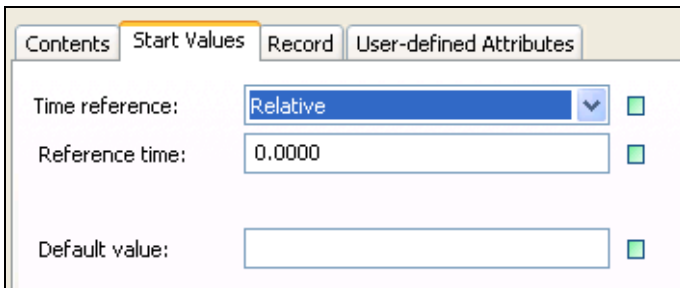 Contents Start Values Record User-defined Attributes
Time reference: Relative
Reference time: 0.0000
Default value: